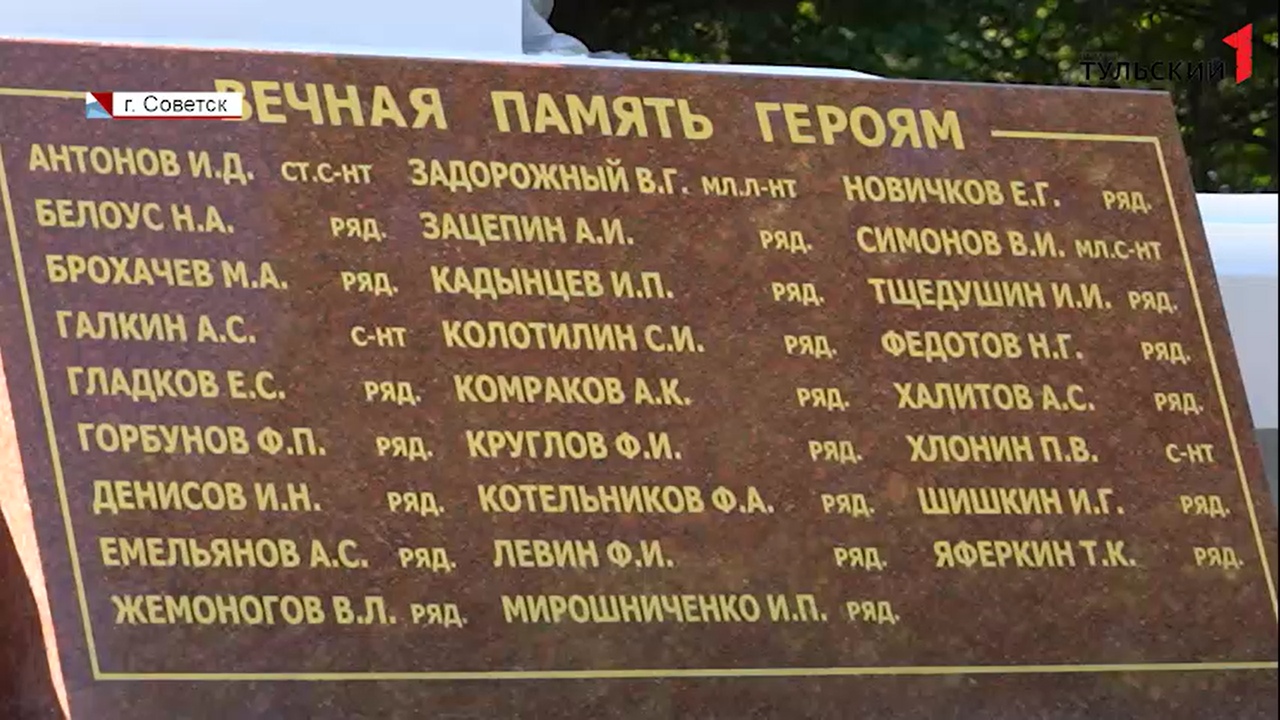 ТУЛЬСКИЙ 1
г. Советск
ВЕЧНАЯ ПАМЯТЬ ГЕРОЯМ
АНТОНОВ И.Д. СТ.С-НТ
БЕЛОУС Н.А. РЯД.
БРОХАЧЕВ М.А. РЯД.
ГАЛКИН А.С. С-НТ
ГЛАДКОВ Е.С. РЯД.
ГОРБУНОВ Ф.П. РЯД.
ДЕНИСОВ И.Н. РЯД.
ЕМЕЛЬЯНОВ А.С. РЯД.
ЖЕМОНОГОВ В.Л. РЯД.
ЗАДОРОЖНЫЙ В.Г. МЛ.Л-НТ
ЗАЦЕПИН А.И. РЯД.
КАДЫНЦЕВ И.П. РЯД.
КОЛОТИЛИН С.И. РЯД.
КОМРАКОВ А.К. РЯД.
КРУГЛОВ Ф.И. РЯД.
КОТЕЛЬНИКОВ Ф.А. РЯД.
ЛЕВИН Ф.И. РЯД.
МИРОШНИЧЕНКО И.П. РЯД.
НОВИЧКОВ Е.Г. РЯД.
СИМОНОВ В.И. МЛ.С-НТ
ТЩЕДУШИН И.И. РЯД.
ФЕДОТОВ Н.Г. РЯД.
ХАЛИТОВ А.С. РЯД.
ХЛОНИН П.В. С-НТ
ШИШКИН И.Г. РЯД.
ЯФЕРКИН Т.К. РЯД.